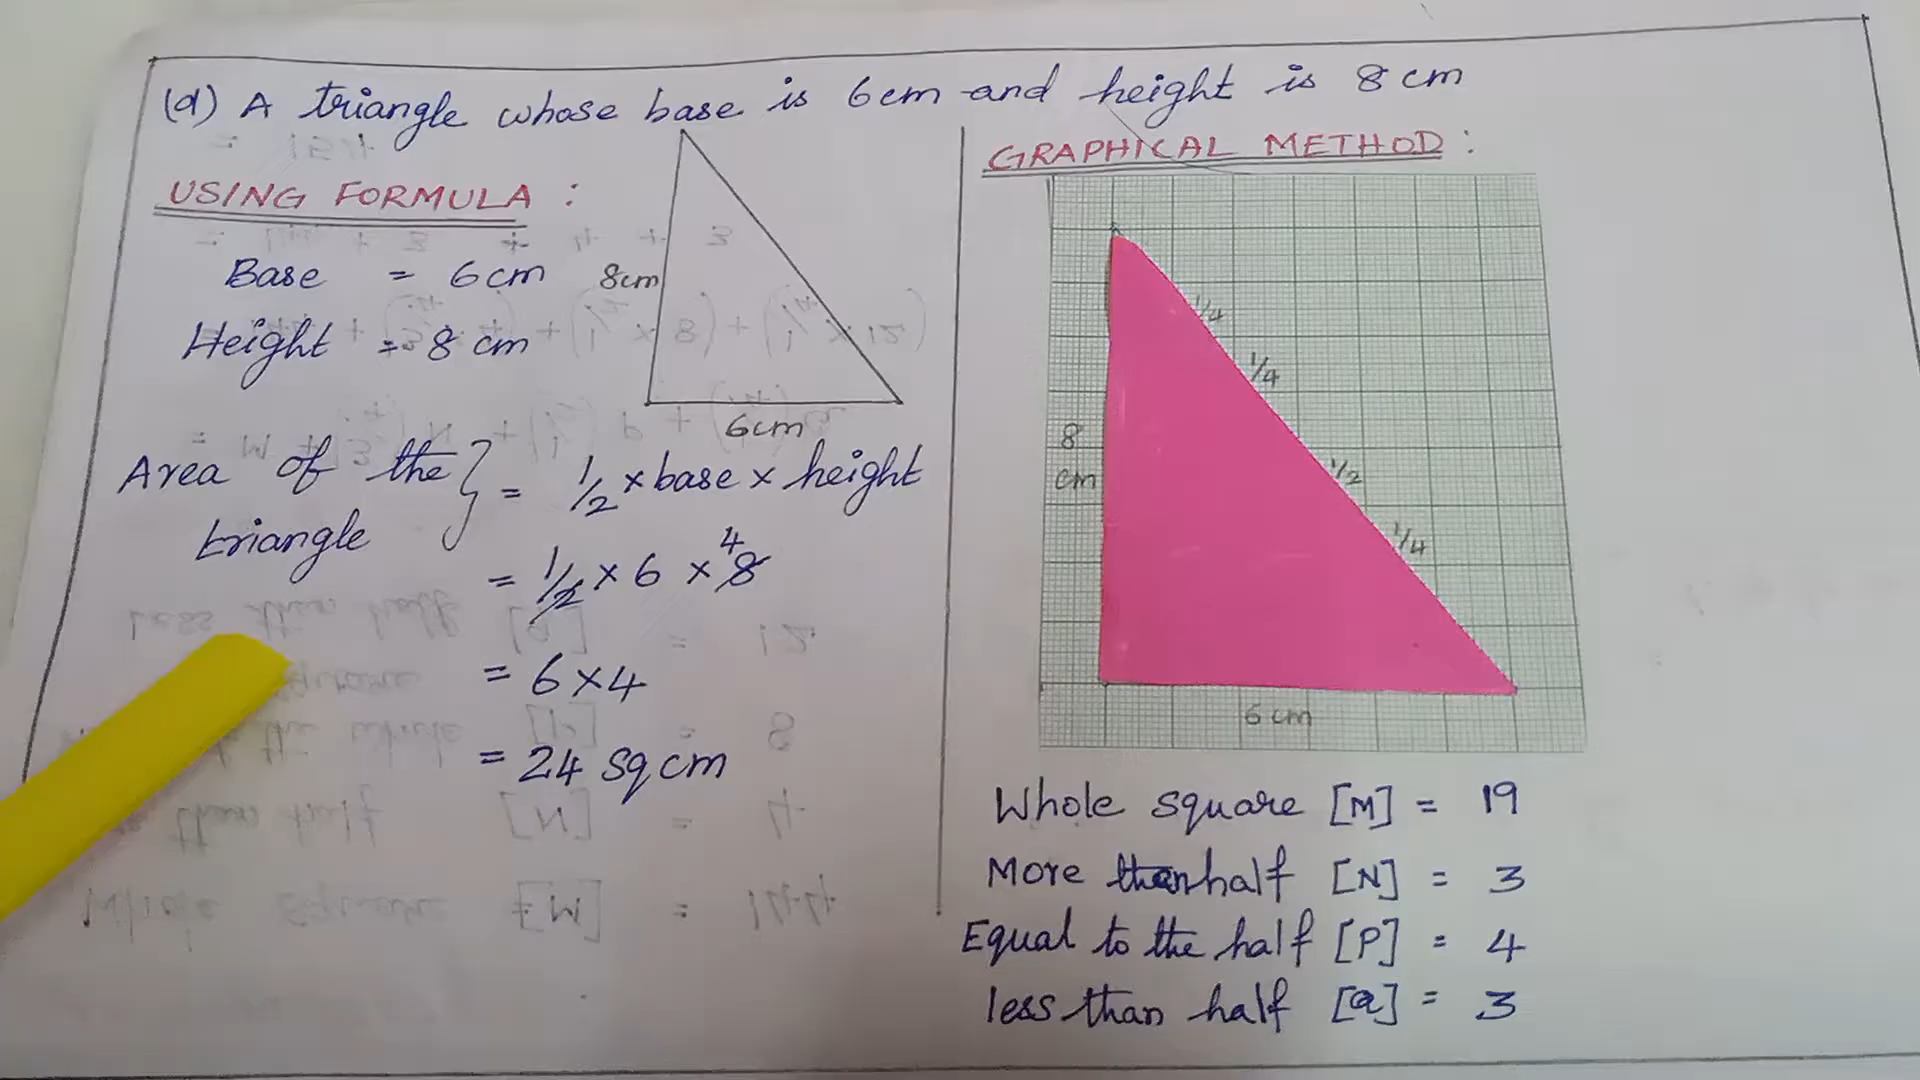 (d) A triangle whose base is 6cm and height is 8 cm
USING FORMULA :
8cm
6cm
Base = 6cm
Height = 8 cm
Area of the triangle } = 1/2 × base × height
= 1/2 × 6 × 8 4
= 6×4
= 24 sq cm
GRAPHICAL METHOD :
1/4
1/4
1/2
1/4
8
cm
6 cm
Whole square [M] = 19
More than half [N] = 3
Equal to the half [P] = 4
less than half [Q] = 3